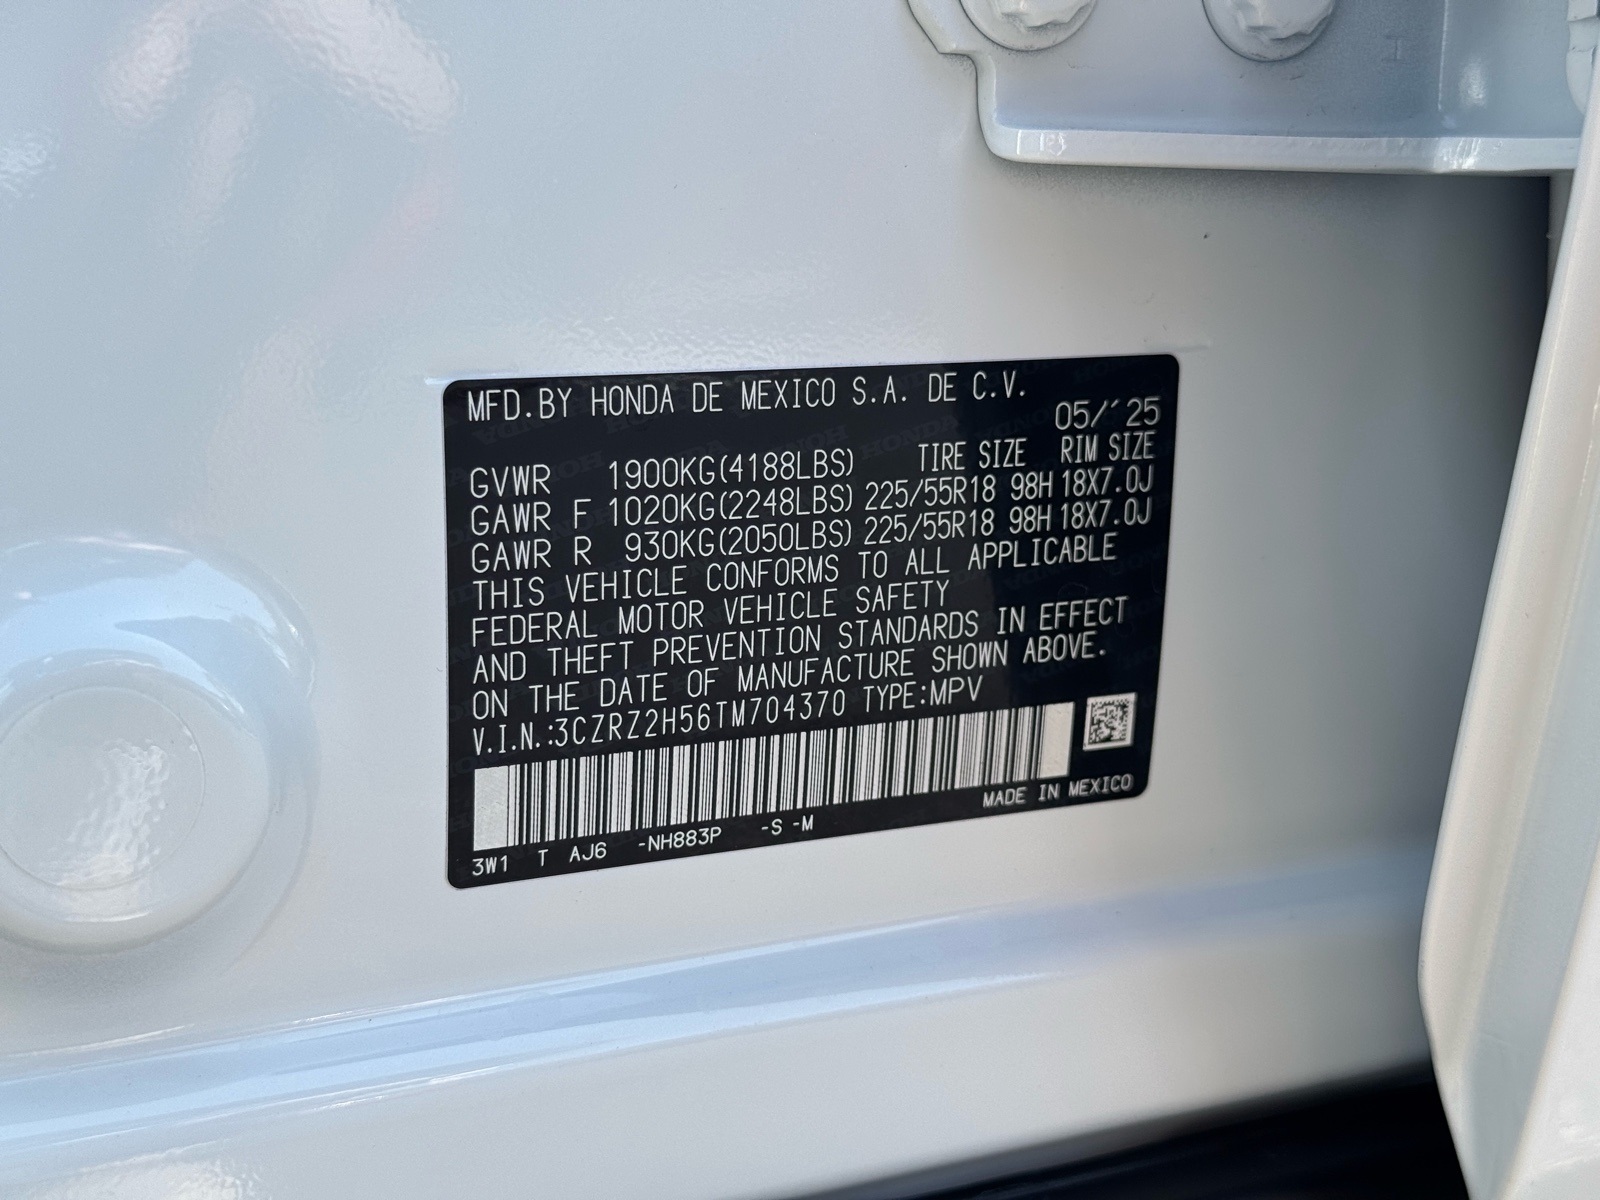 MFD.BY HONDA DE MEXICO S.A. DE C.V.
05/´25
TIRE SIZE RIM SIZE
GVWR 1900KG(4188LBS)
GAWR F 1020KG(2248LBS) 225/55R18 98H 18X7.0J
GAWR R 930KG(2050LBS) 225/55R18 98H 18X7.0J
THIS VEHICLE CONFORMS TO ALL APPLICABLE
FEDERAL MOTOR VEHICLE SAFETY
AND THEFT PREVENTION STANDARDS IN EFFECT
ON THE DATE OF MANUFACTURE SHOWN ABOVE.
V.I.N.:3CZRZ2H56TM704370 TYPE:MPV
MADE IN MEXICO
3W1 T AJ6 -NH883P -S -M